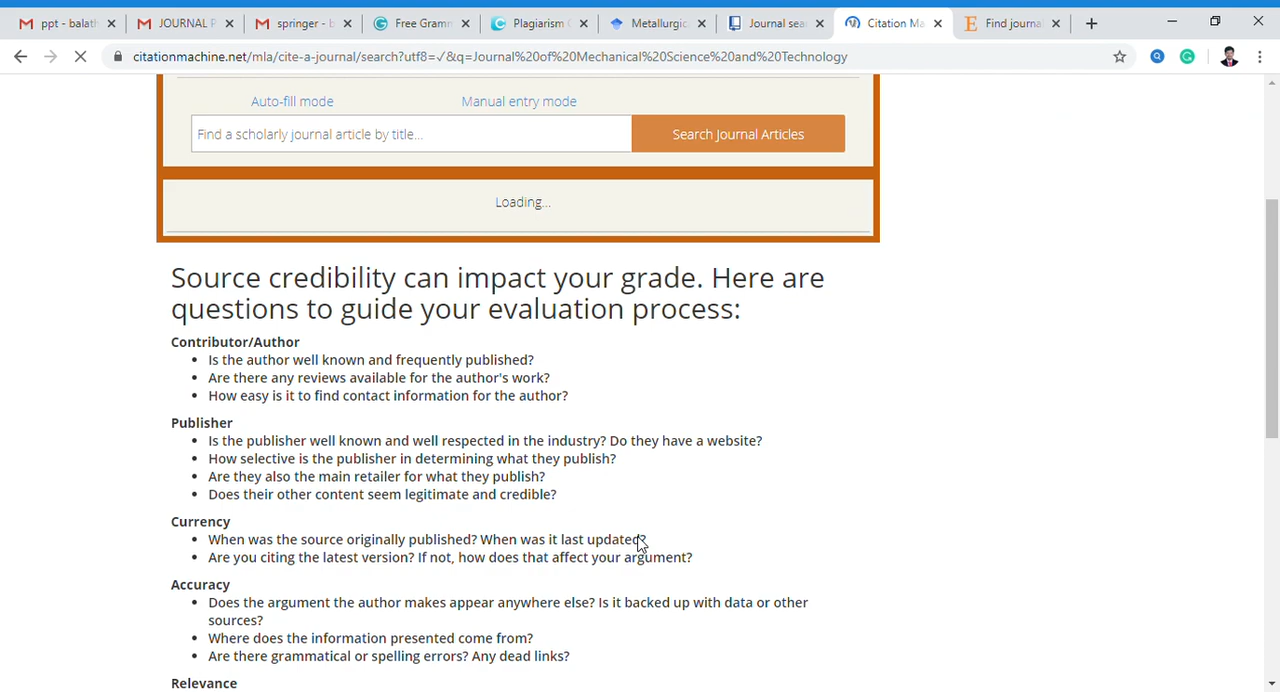 ppt - balath
JOURNAL P
springer - b
Free Gramm
Plagiarism C
Metallurgic
Journal sea
Citation Ma
Find journa
citationmachine.net/mla/cite-a-journal/search?utf8=✓&q=Journal%20of%20Mechanical%20Science%20and%20Technology
Auto-fill mode Manual entry mode
Find a scholarly journal article by title... Search Journal Articles
Loading...
Source credibility can impact your grade. Here are
questions to guide your evaluation process:
Contributor/Author
• Is the author well known and frequently published?
• Are there any reviews available for the author's work?
• How easy is it to find contact information for the author?
Publisher
• Is the publisher well known and well respected in the industry? Do they have a website?
• How selective is the publisher in determining what they publish?
• Are they also the main retailer for what they publish?
• Does their other content seem legitimate and credible?
Currency
• When was the source originally published? When was it last updated?
• Are you citing the latest version? If not, how does that affect your argument?
Accuracy
• Does the argument the author makes appear anywhere else? Is it backed up with data or other
sources?
• Where does the information presented come from?
• Are there grammatical or spelling errors? Any dead links?
Relevance